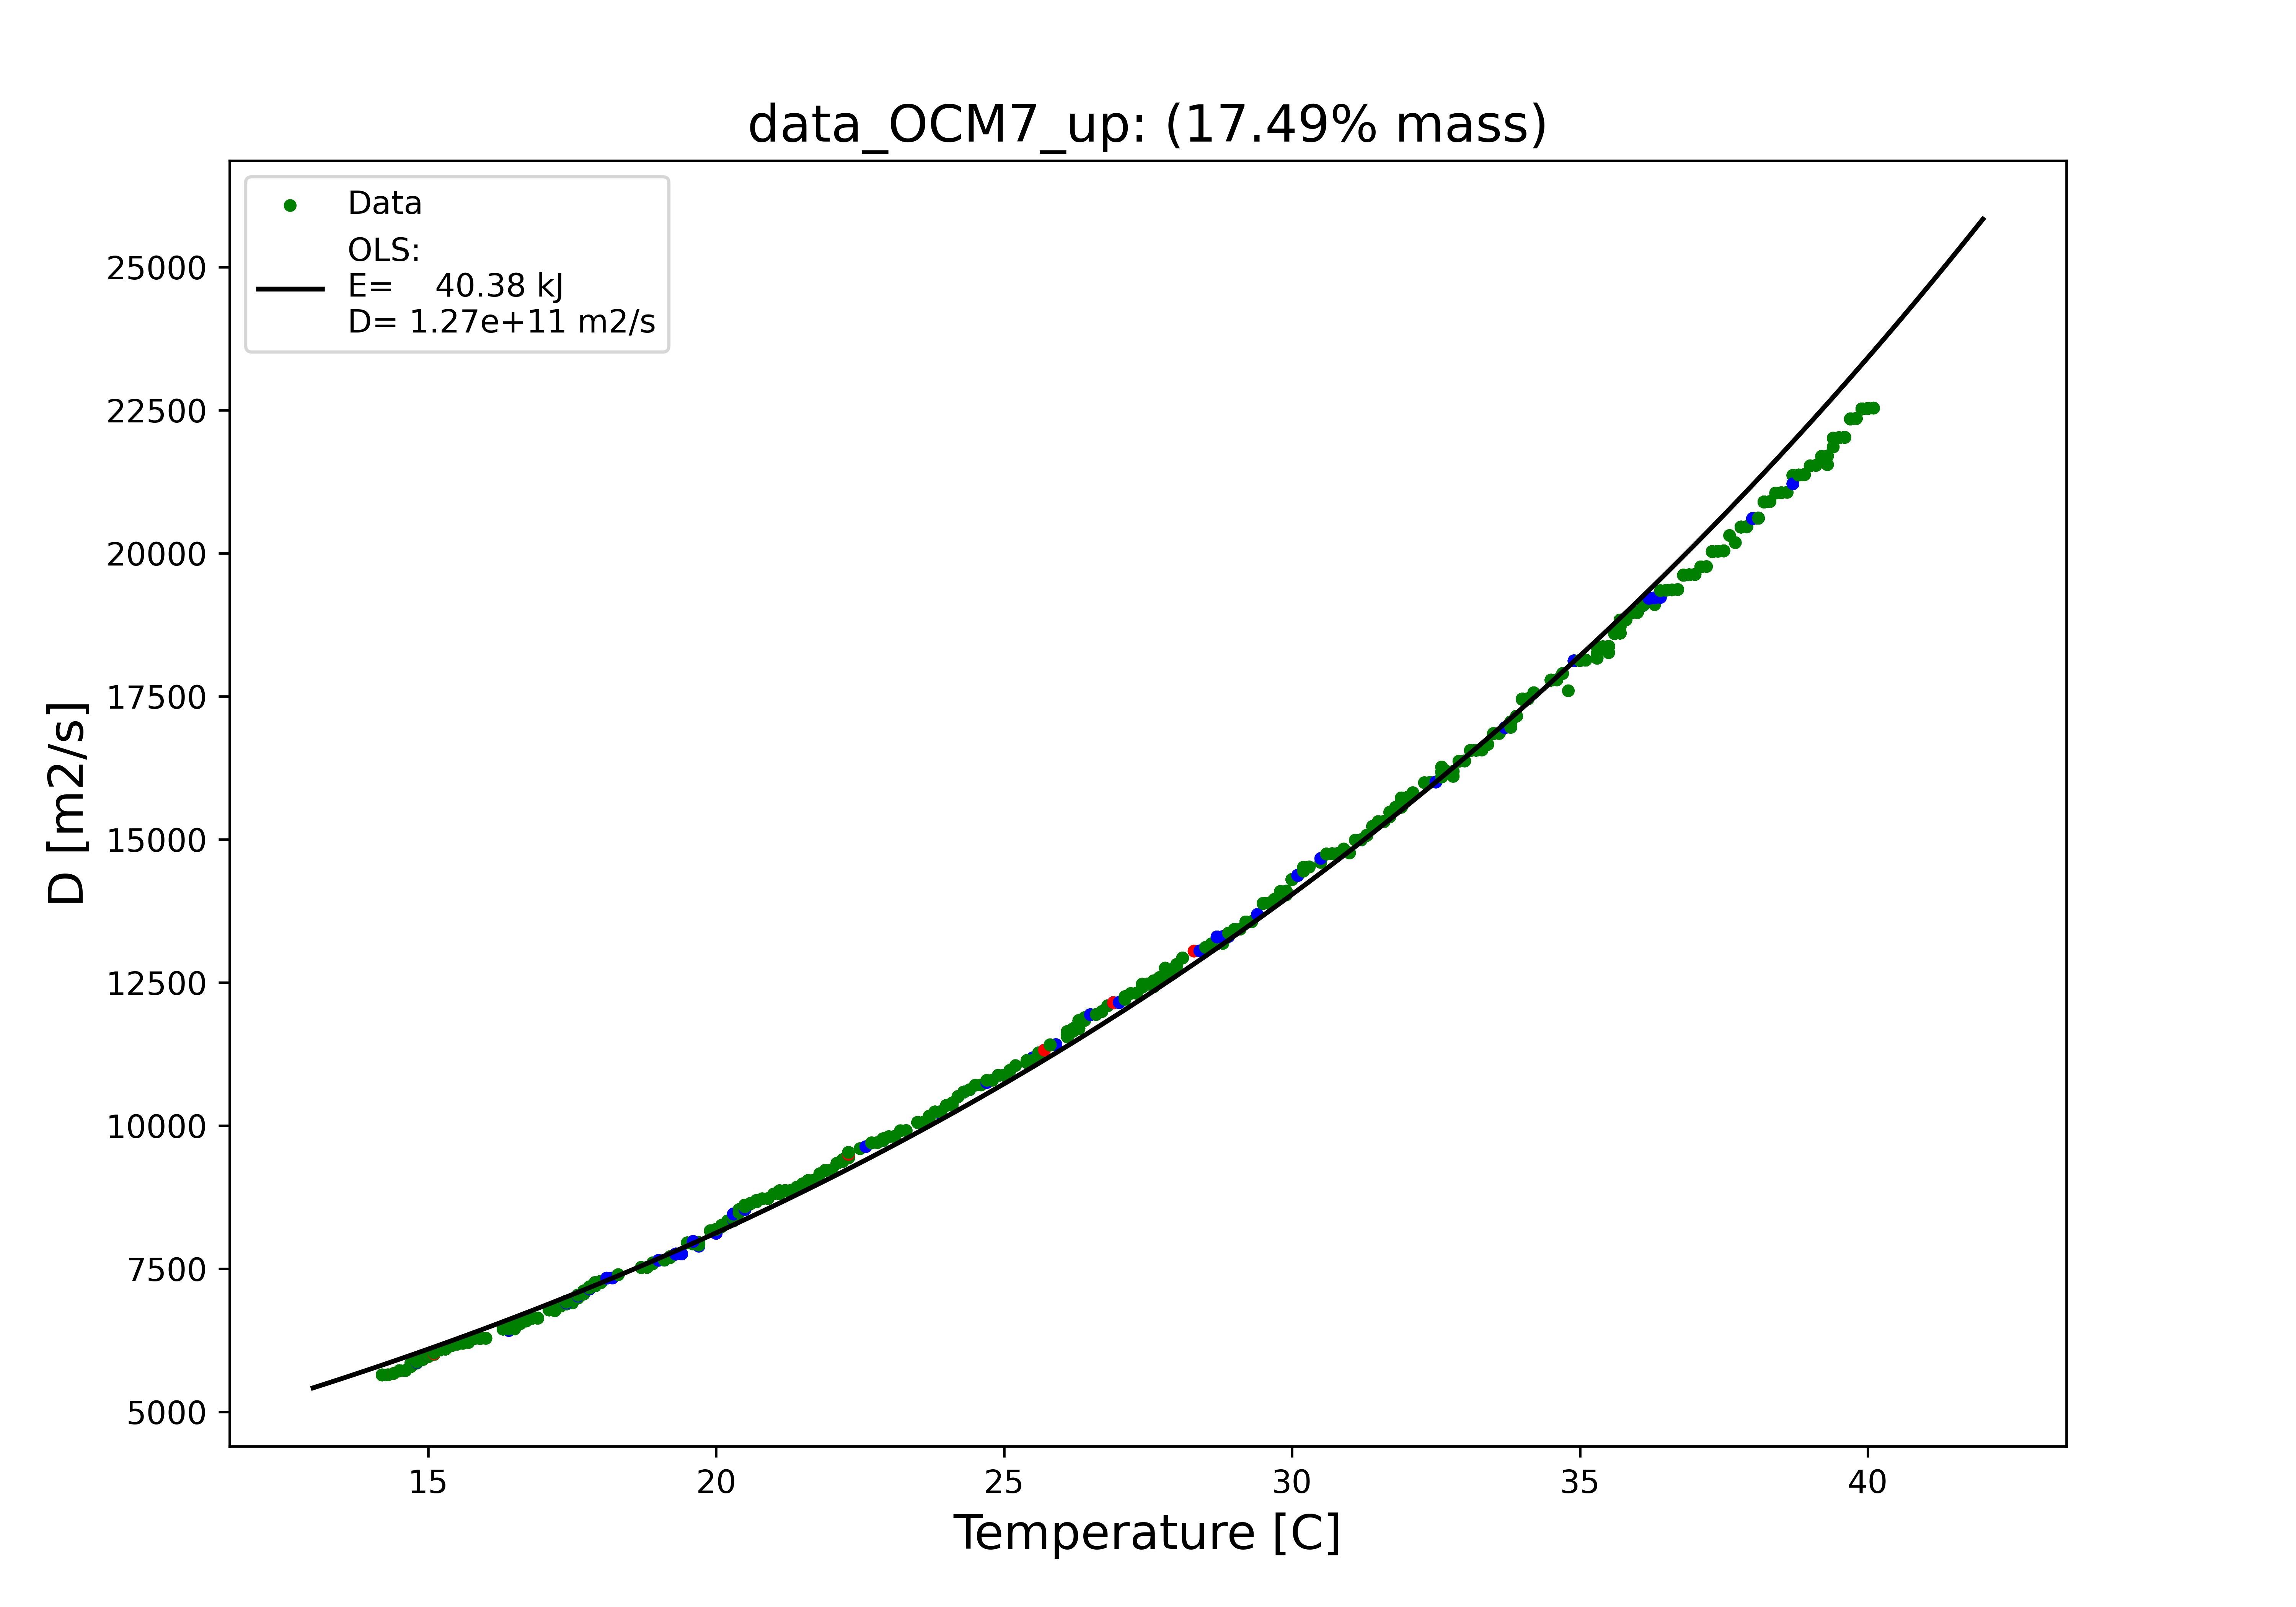 data_OCM7_up: (17.49% mass)
Data
OLS:
E= 40.38 kJ
D= 1.27e+11 m2/s
25000
22500
20000
17500
15000
12500
10000
7500
5000
D [m2/s]
15 20 25 30 35 40
Temperature [C]